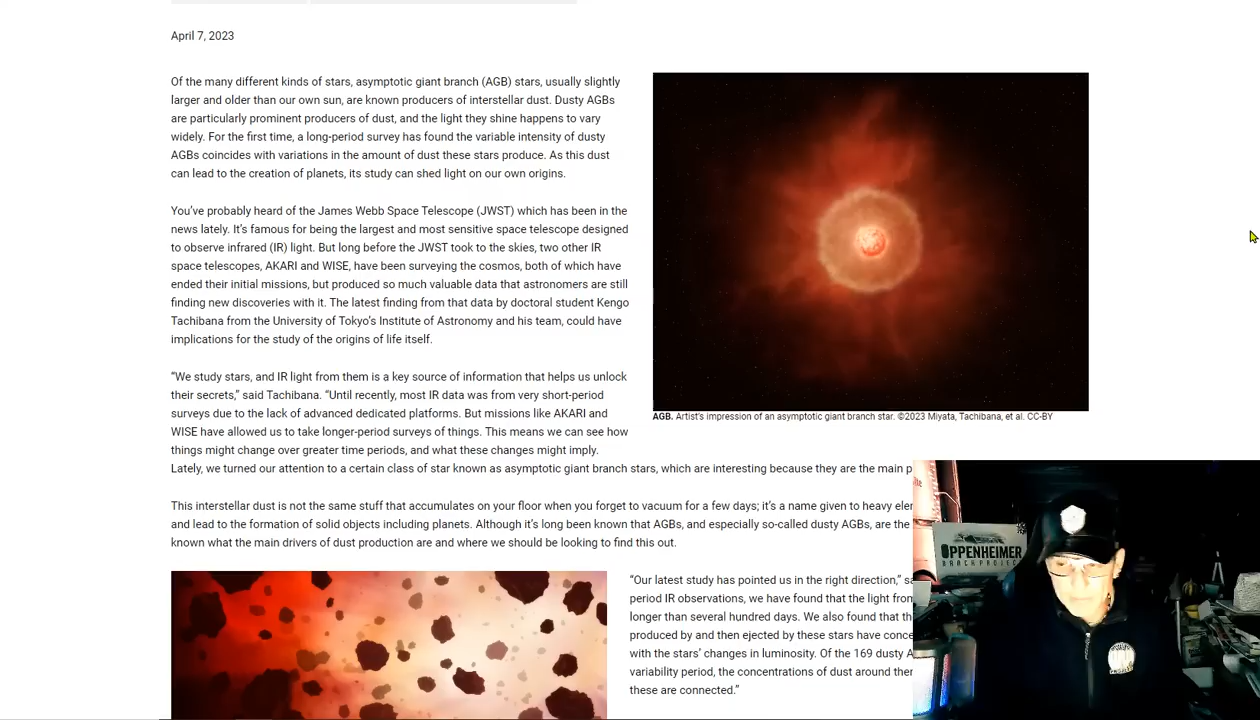 April 7, 2023
Of the many different kinds of stars, asymptotic giant branch (AGB) stars, usually slightly
larger and older than our own sun, are known producers of interstellar dust. Dusty AGBs
are particularly prominent producers of dust, and the light they shine happens to vary
widely. For the first time, a long-period survey has found the variable intensity of dusty
AGBs coincides with variations in the amount of dust these stars produce. As this dust
can lead to the creation of planets, its study can shed light on our own origins.
You’ve probably heard of the James Webb Space Telescope (JWST) which has been in the
news lately. It’s famous for being the largest and most sensitive space telescope designed
to observe infrared (IR) light. But long before the JWST took to the skies, two other IR
space telescopes, AKARI and WISE, have been surveying the cosmos, both of which have
ended their initial missions, but produced so much valuable data that astronomers are still
finding new discoveries with it. The latest finding from that data by doctoral student Kengo
Tachibana from the University of Tokyo’s Institute of Astronomy and his team, could have
implications for the study of the origins of life itself.
“We study stars, and IR light from them is a key source of information that helps us unlock
their secrets,” said Tachibana. “Until recently, most IR data was from very short-period
surveys due to the lack of advanced dedicated platforms. But missions like AKARI and
WISE have allowed us to take longer-period surveys of things. This means we can see how
things might change over greater time periods, and what these changes might imply.
Lately, we turned our attention to a certain class of star known as asymptotic giant branch stars, which are interesting because they are the main p
AGB. Artist’s impression of an asymptotic giant branch star. ©2023 Miyata, Tachibana, et al. CC-BY
This interstellar dust is not the same stuff that accumulates on your floor when you forget to vacuum for a few days; it’s a name given to heavy eler
and lead to the formation of solid objects including planets. Although it’s long been known that AGBs, and especially so-called dusty AGBs, are the
known what the main drivers of dust production are and where we should be looking to find this out.
“Our latest study has pointed us in the right direction,” sa
period IR observations, we have found that the light from
longer than several hundred days. We also found that th
produced by and then ejected by these stars have conce
with the stars’ changes in luminosity. Of the 169 dusty A
variability period, the concentrations of dust around ther
these are connected.”
OPPENHEIMER
RANCH PROJECT